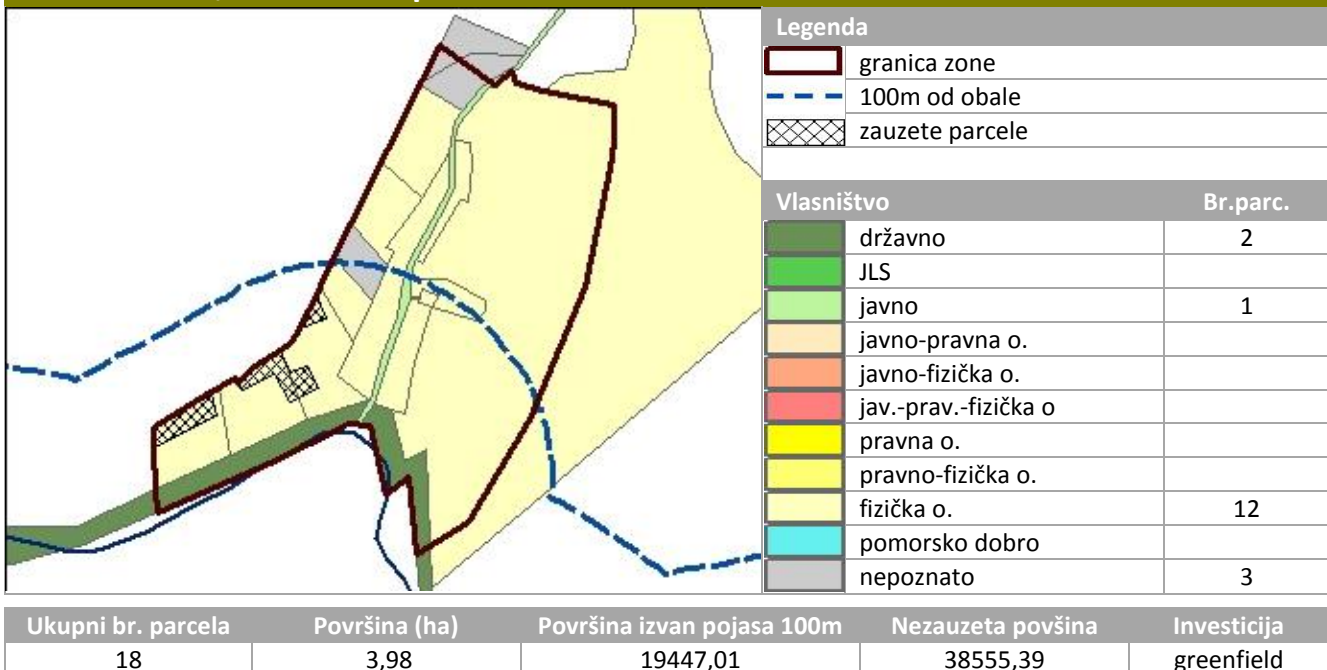 Legenda
granica zone
100m od obale
zauzete parcele
Vlasništvo Br.parc.
državno 2
JLS
javno 1
javno-pravna o.
javno-fizička o.
jav.-prav.-fizička o
pravna o.
pravno-fizička o.
fizička o. 12
pomorsko dobro
nepoznato 3
Ukupni br. parcela Površina (ha) Površina izvan pojasa 100m Nezauzeta povšina Investicija
18 3,98 19447,01 38555,39 greenfield